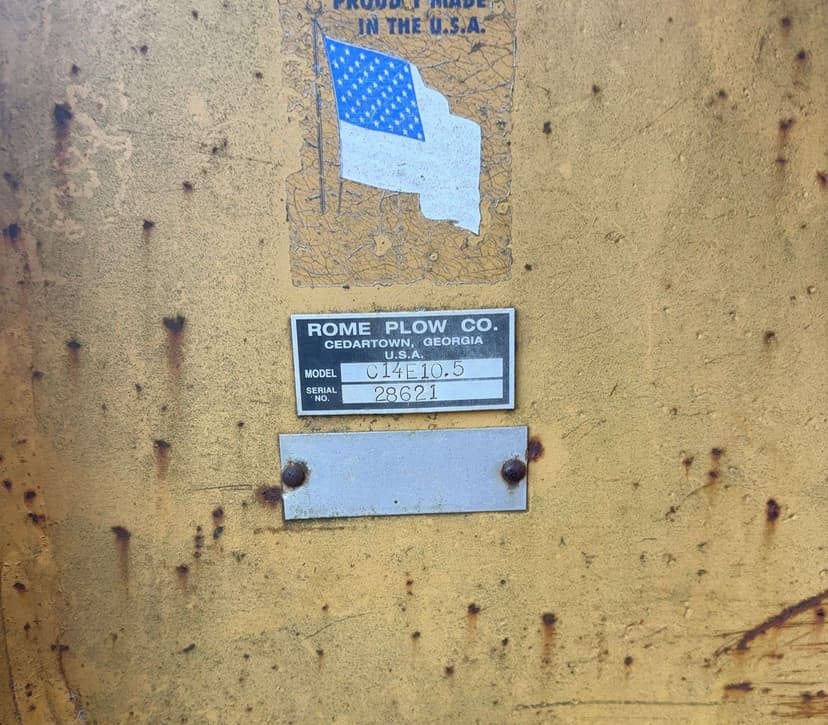 PROUDLY MADE
IN THE U.S.A.
ROME PLOW CO.
CEDARTOWN, GEORGIA
U.S.A.
MODEL C14E10.5
SERIAL NO. 28621